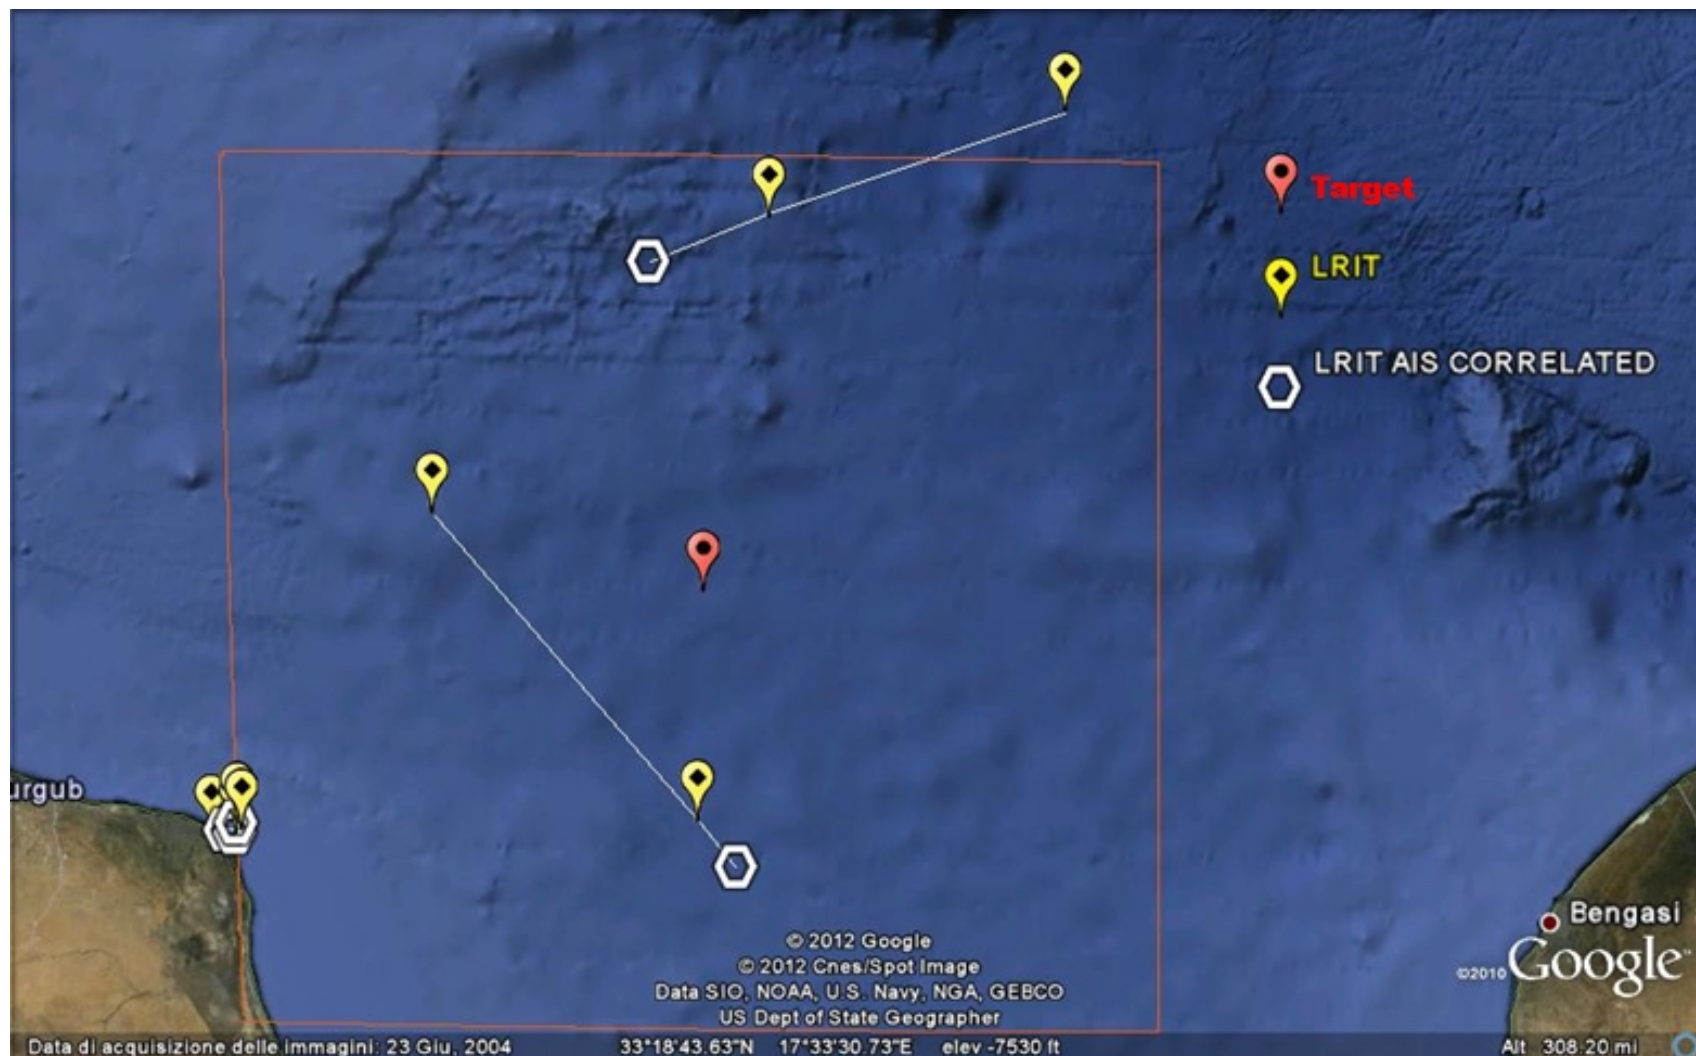 Target
LRIT
LRIT AIS CORRELATED
urgub
Bengasi
© 2012 Google
© 2012 Cnes/Spot Image
Data SIO, NOAA, U.S. Navy, NGA, GEBCO
US Dept of State Geographer
©2010 Google™
Data di acquisizione delle immagini: 23 Giu, 2004 33°18'43.63"N 17°33'30.73"E elev -7530 ft Alt 308.20 mi